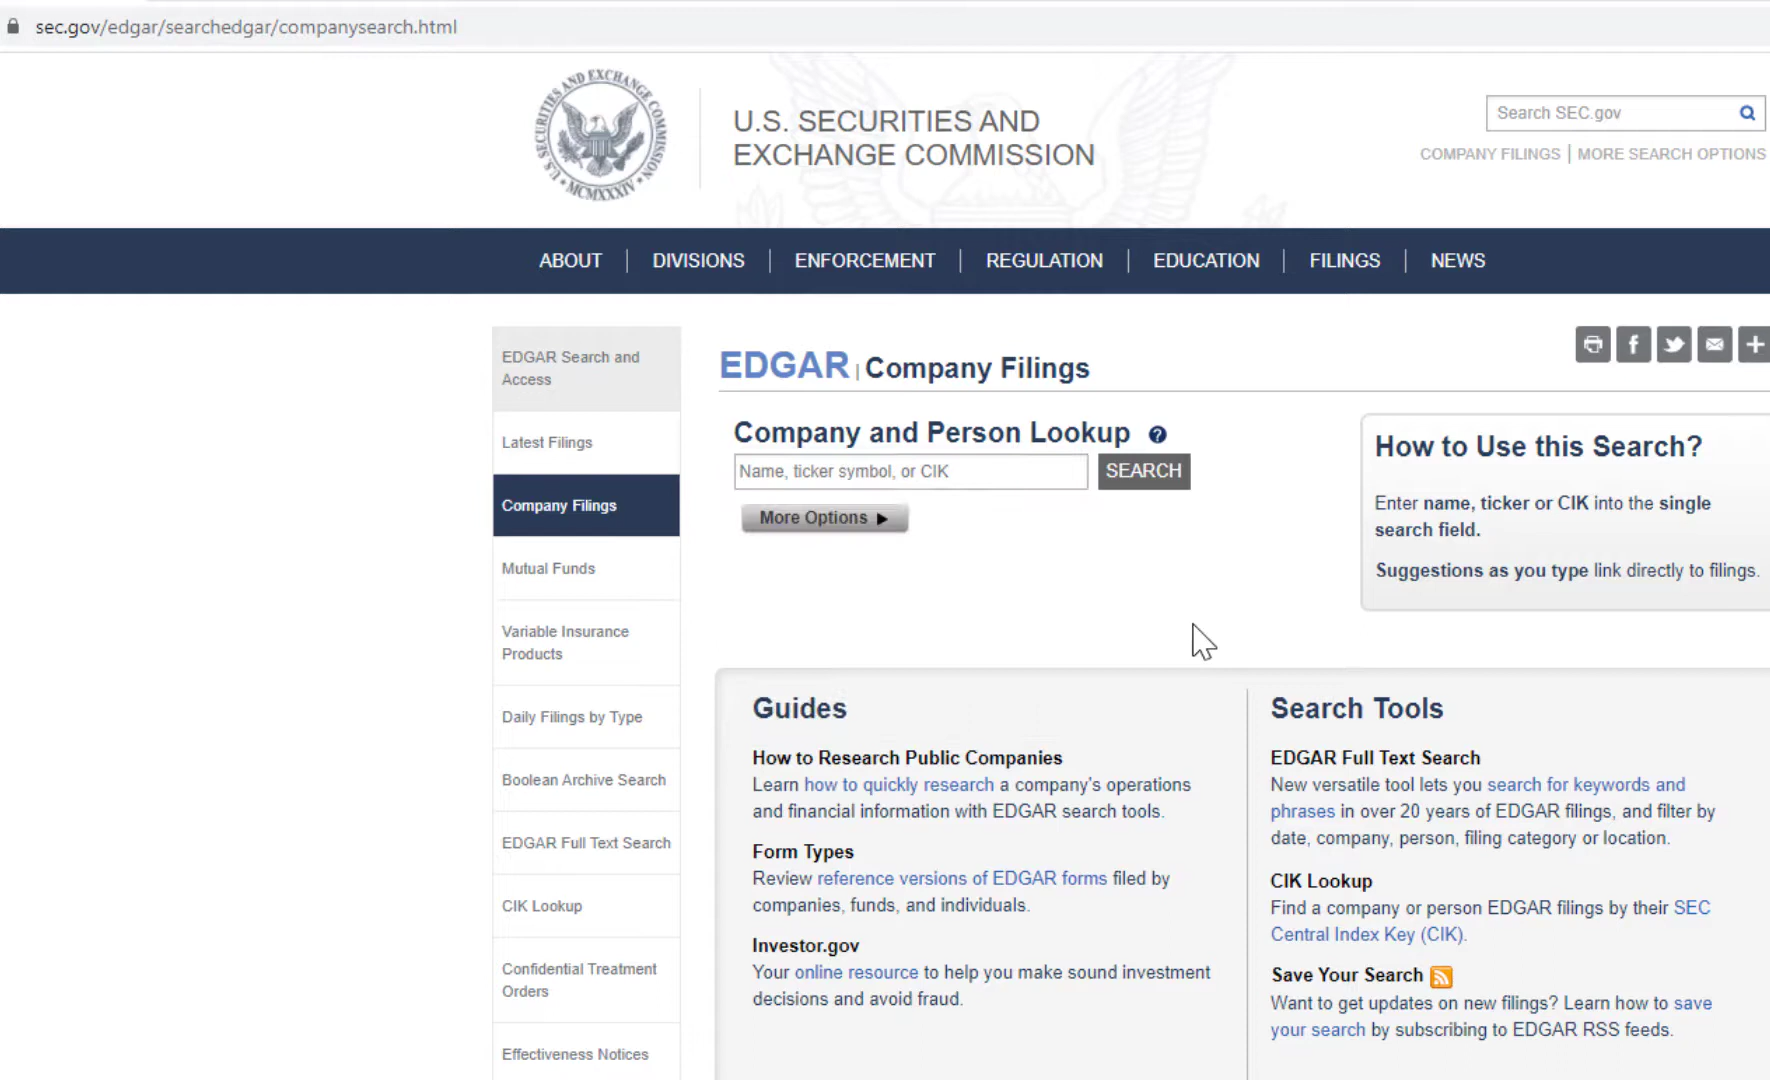 sec.gov/edgar/searchedgar/companysearch.html
U.S. SECURITIES AND EXCHANGE COMMISSION
MCMXXXIV
U.S. SECURITIES AND
EXCHANGE COMMISSION
Search SEC.gov
COMPANY FILINGS | MORE SEARCH OPTIONS
ABOUT | DIVISIONS | ENFORCEMENT | REGULATION | EDUCATION | FILINGS | NEWS
EDGAR Search and
Access
Latest Filings
Company Filings
Mutual Funds
Variable Insurance
Products
Daily Filings by Type
Boolean Archive Search
EDGAR Full Text Search
CIK Lookup
Confidential Treatment
Orders
Effectiveness Notices
EDGAR | Company Filings
Company and Person Lookup ?
Name, ticker symbol, or CIK
SEARCH
More Options ▶
How to Use this Search?
Enter name, ticker or CIK into the single
search field.
Suggestions as you type link directly to filings.
Guides
How to Research Public Companies
Learn how to quickly research a company's operations
and financial information with EDGAR search tools.
Form Types
Review reference versions of EDGAR forms filed by
companies, funds, and individuals.
Investor.gov
Your online resource to help you make sound investment
decisions and avoid fraud.
Search Tools
EDGAR Full Text Search
New versatile tool lets you search for keywords and
phrases in over 20 years of EDGAR filings, and filter by
date, company, person, filing category or location.
CIK Lookup
Find a company or person EDGAR filings by their SEC
Central Index Key (CIK).
Save Your Search
Want to get updates on new filings? Learn how to save
your search by subscribing to EDGAR RSS feeds.